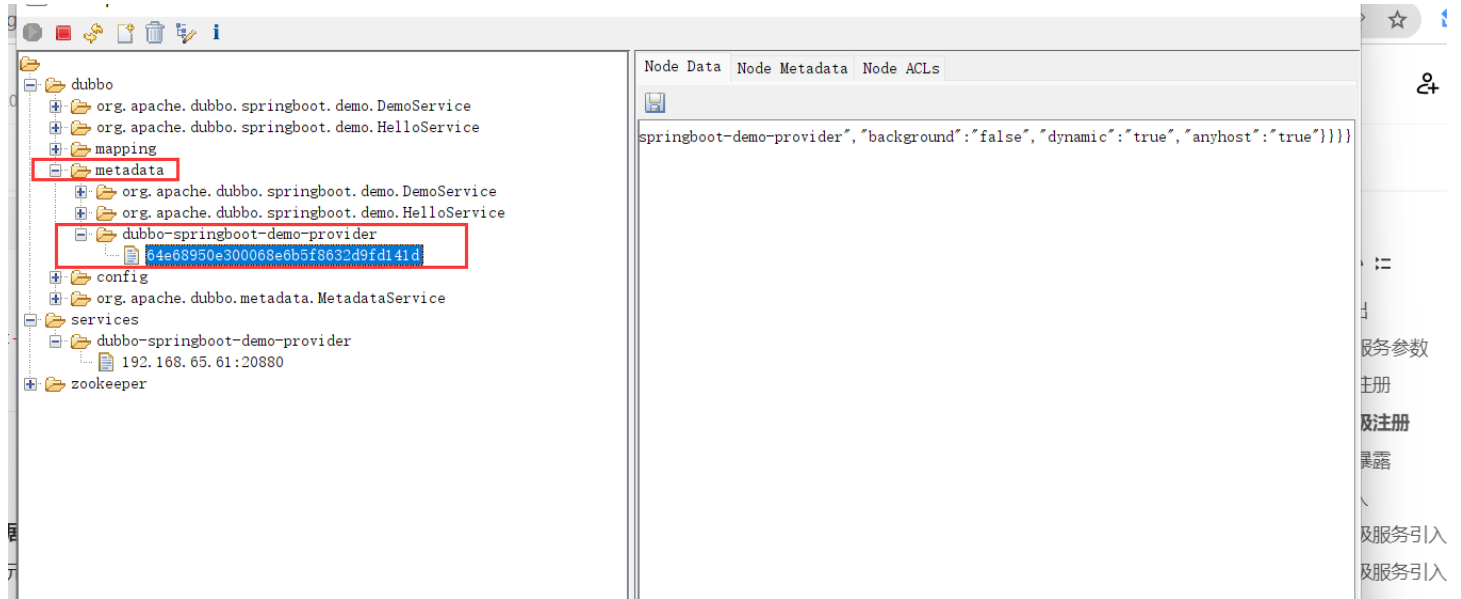 dubbo
org.apache.dubbo.springboot.demo.DemoService
org.apache.dubbo.springboot.demo.HelloService
mapping
metadata
org.apache.dubbo.springboot.demo.DemoService
org.apache.dubbo.springboot.demo.HelloService
dubbo-springboot-demo-provider
64e68950e300068e6b5f8632d9fd141d
config
org.apache.dubbo.metadata.MetadataService
services
dubbo-springboot-demo-provider
192.168.65.61:20880
zookeeper
Node Data Node Metadata Node ACLs
springboot-demo-provider","background":"false","dynamic":"true","anyhost":"true"}}}}
服务参数
注册
级注册
暴露
级服务引入
级服务引入